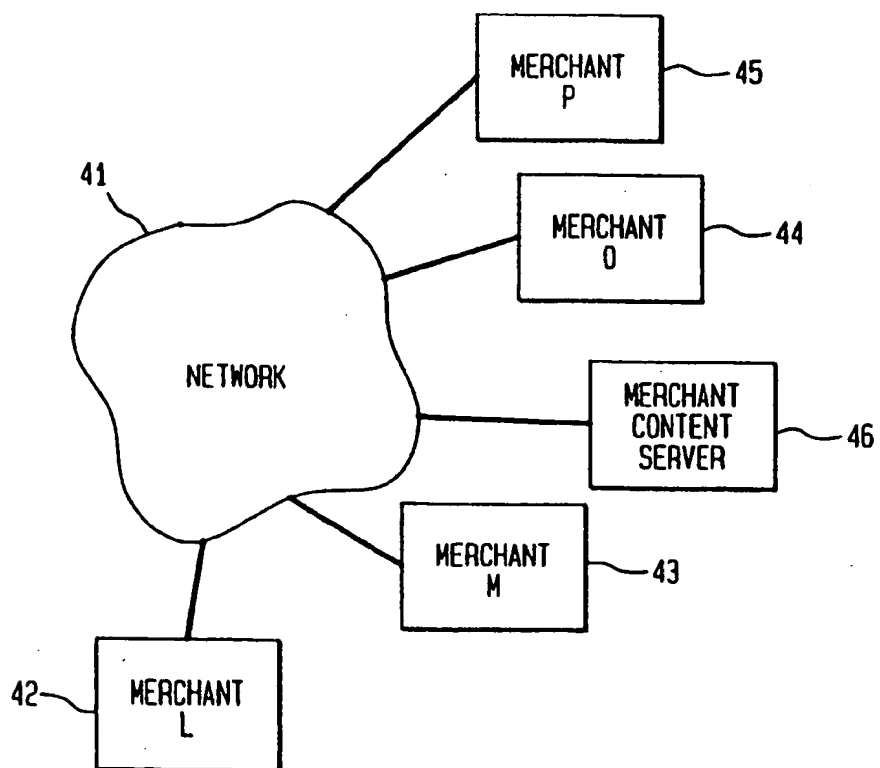 MERCHANT
P
45
41
MERCHANT
O
44
NETWORK
MERCHANT
CONTENT
SERVER
46
MERCHANT
M
43
42
MERCHANT
L